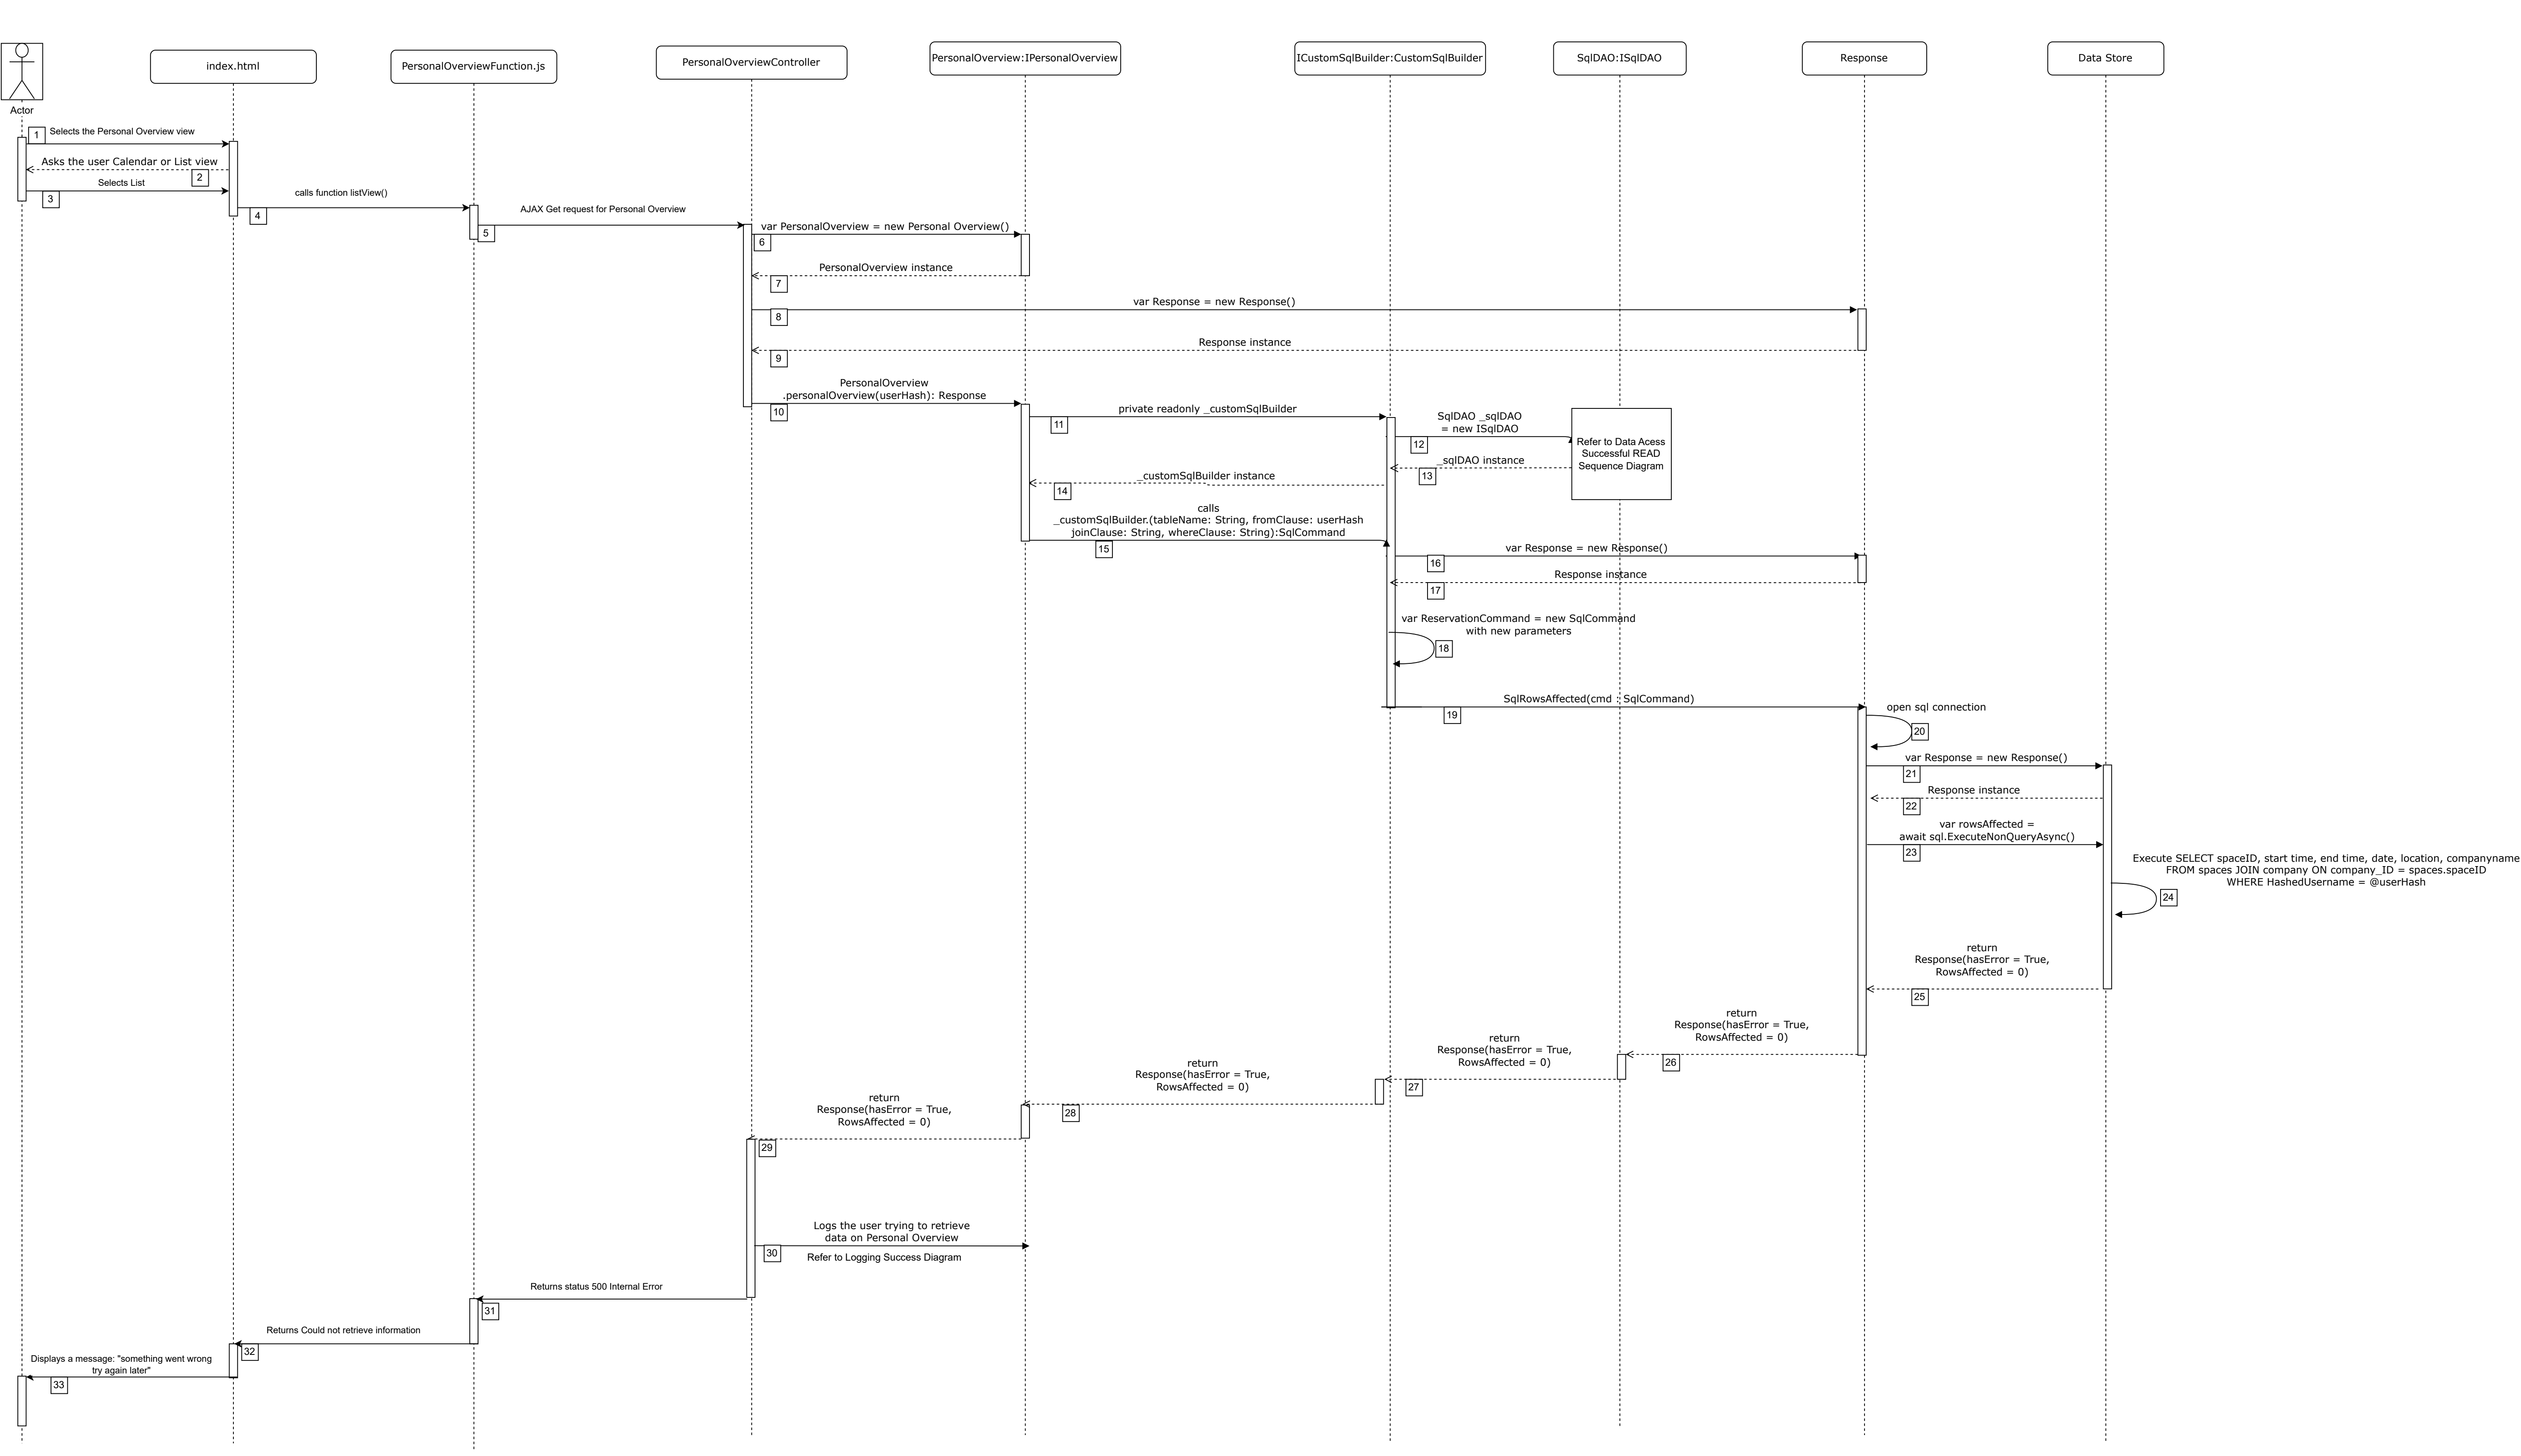 Actor
index.html
PersonalOverviewFunction.js
PersonalOverviewController
PersonalOverview:IPersonalOverview
ICustomSqlBuilder:CustomSqlBuilder
SqlDAO:ISqlDAO
Response
Data Store
1
Selects the Personal Overview view
Asks the user Calendar or List view
2
Selects List
3
calls function listView()
4
AJAX Get request for Personal Overview
5
var PersonalOverview = new Personal Overview()
6
PersonalOverview instance
7
var Response = new Response()
8
Response instance
9
PersonalOverview
.personalOverview(userHash): Response
10
private readonly _customSqlBuilder
11
SqlDAO _sqlDAO
= new ISqlDAO
12
Refer to Data Acess
Successful READ
Sequence Diagram
_sqlDAO instance
13
_customSqlBuilder instance
14
calls
_customSqlBuilder.(tableName: String, fromClause: userHash
joinClause: String, whereClause: String):SqlCommand
15
var Response = new Response()
16
Response instance
17
var ReservationCommand = new SqlCommand
with new parameters
18
SqlRowsAffected(cmd : SqlCommand)
19
open sql connection
20
var Response = new Response()
21
Response instance
22
var rowsAffected =
await sql.ExecuteNonQueryAsync()
23
Execute SELECT spaceID, start time, end time, date, location, companyname
FROM spaces JOIN company ON company_ID = spaces.spaceID
WHERE HashedUsername = @userHash
24
return
Response(hasError = True,
RowsAffected = 0)
25
return
Response(hasError = True,
RowsAffected = 0)
26
return
Response(hasError = True,
RowsAffected = 0)
27
return
Response(hasError = True,
RowsAffected = 0)
28
return
Response(hasError = True,
RowsAffected = 0)
29
Logs the user trying to retrieve
data on Personal Overview
30
Refer to Logging Success Diagram
Returns status 500 Internal Error
31
Returns Could not retrieve information
32
Displays a message: "something went wrong
try again later"
33